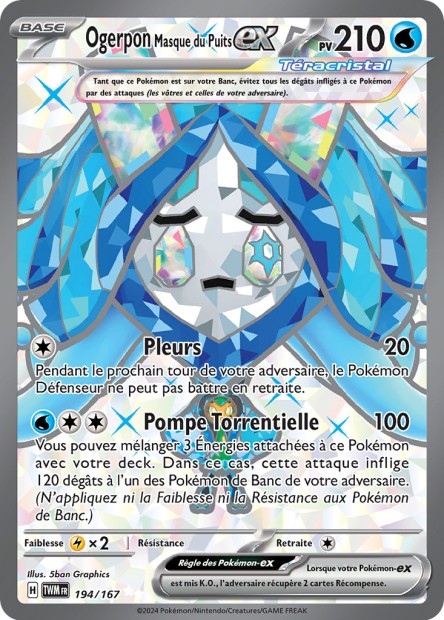 BASE
Ogerpon Masque du Puits ex PV 210
Téracristal
Tant que ce Pokémon est sur votre Banc, évitez tous les dégâts infligés à ce Pokémon
par des attaques (les vôtres et celles de votre adversaire).
Pleurs 20
Pendant le prochain tour de votre adversaire, le Pokémon
Défenseur ne peut pas battre en retraite.
Pompe Torrentielle 100
Vous pouvez mélanger 3 Énergies attachées à ce Pokémon
avec votre deck. Dans ce cas, cette attaque inflige
120 dégâts à l'un des Pokémon de Banc de votre adversaire.
(N'appliquez ni la Faiblesse ni la Résistance aux Pokémon
de Banc.)
Faiblesse ×2 Résistance Retraite
Illus. 5ban Graphics
Règle des Pokémon-ex Lorsque votre Pokémon-ex
est mis K.O., l'adversaire récupère 2 cartes Récompense.
H TWM FR 194/167
©2024 Pokémon/Nintendo/Creatures/GAME FREAK